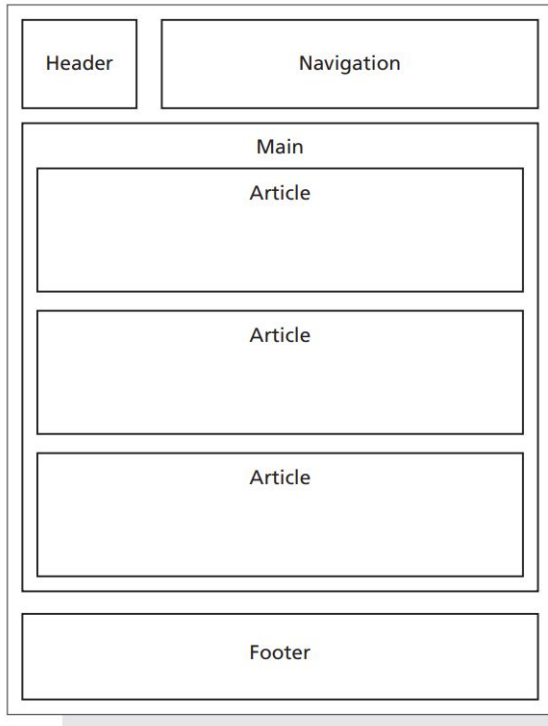 Header
Navigation
Main
Article
Article
Article
Footer